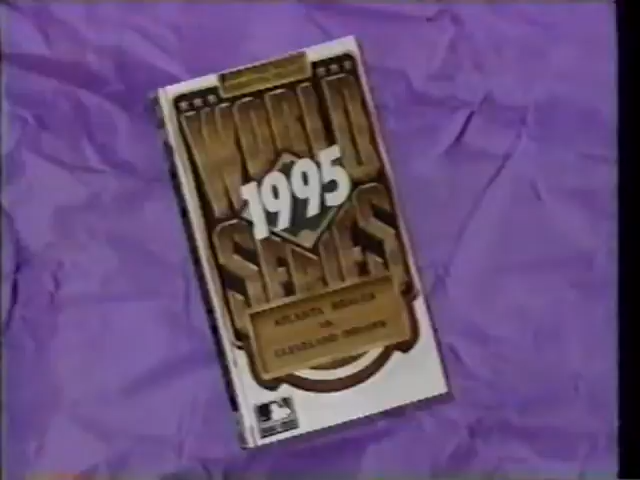 WORLD
1995
SERIES
ATLANTA BRAVES
vs.
CLEVELAND INDIANS